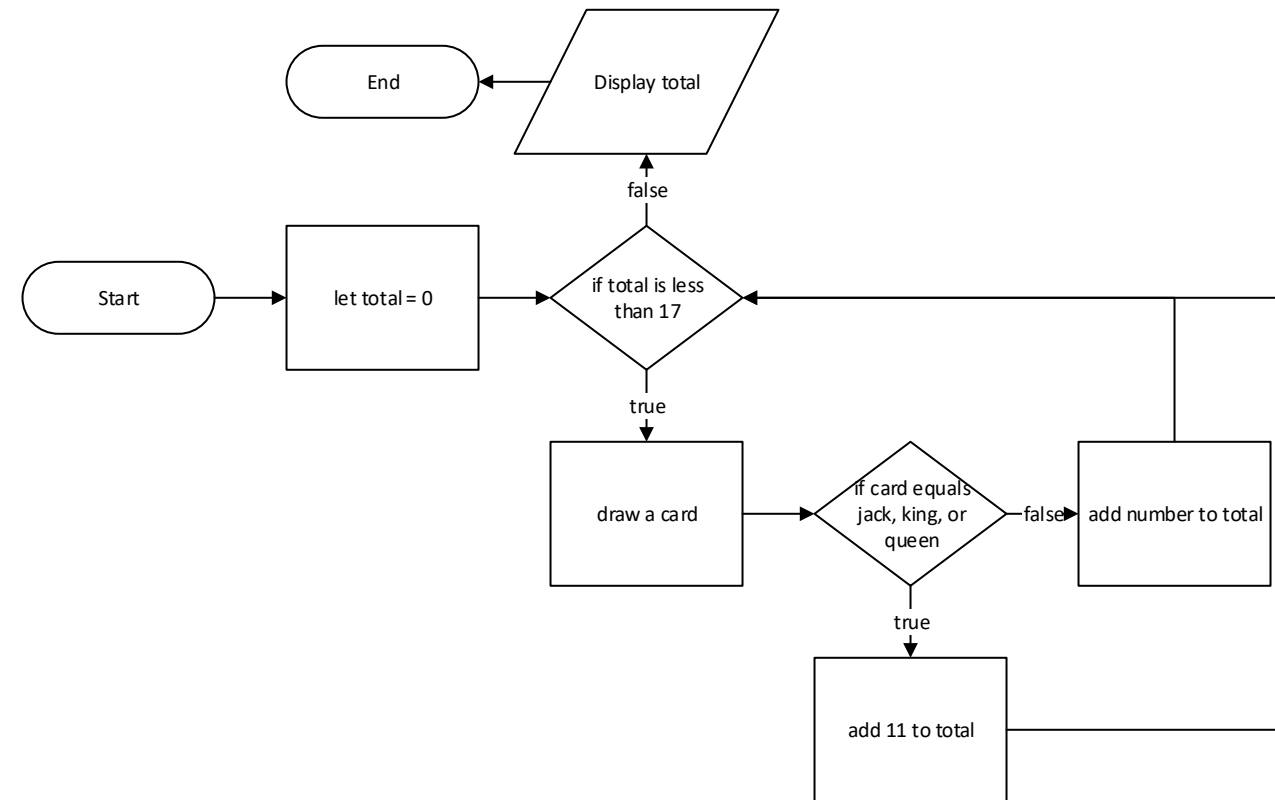 End
Display total
false
Start
let total = 0
if total is less
than 17
true
draw a card
if card equals
jack, king, or
queen
false
add number to total
true
add 11 to total